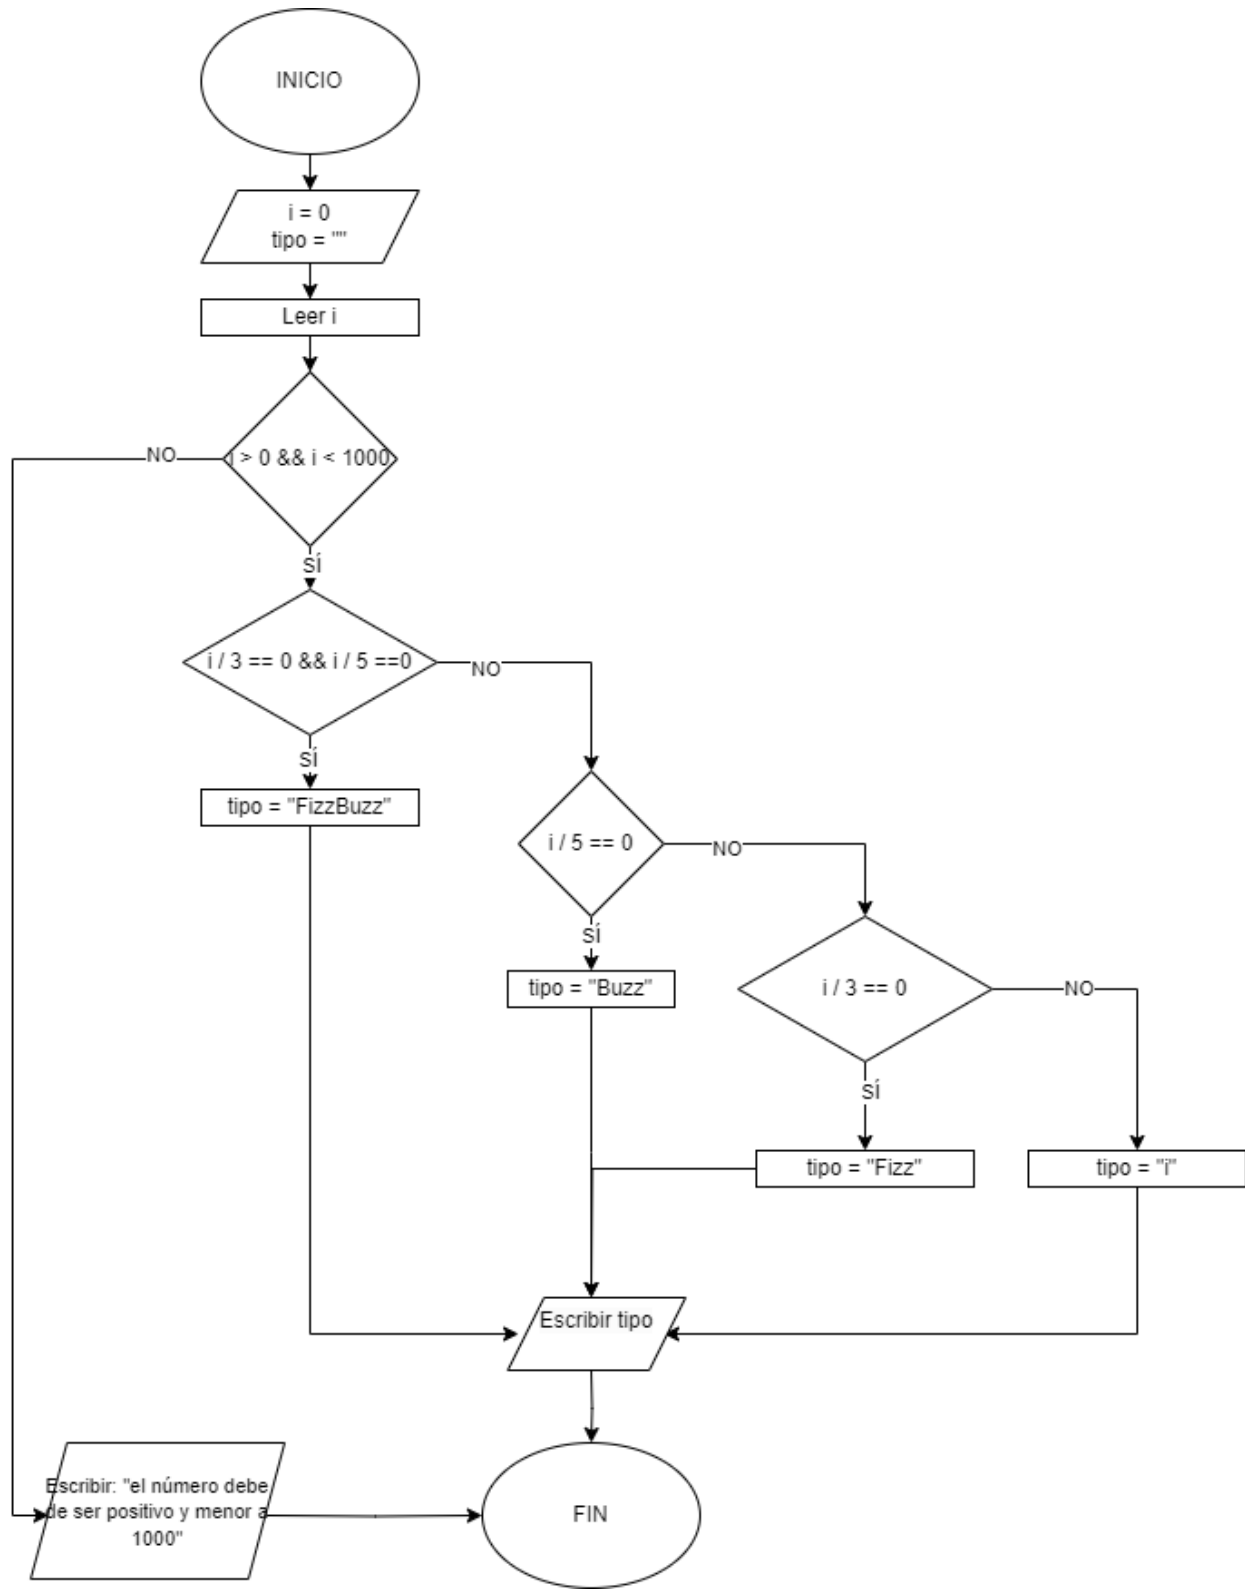 INICIO
i = 0
tipo = ""
Leer i
i > 0 && i < 1000
NO
SÍ
i / 3 == 0 && i / 5 ==0
NO
SÍ
tipo = "FizzBuzz"
i / 5 == 0
NO
SÍ
tipo = "Buzz"
i / 3 == 0
NO
SÍ
tipo = "Fizz"
tipo = "i"
Escribir tipo
Escribir: "el número debe
de ser positivo y menor a
1000"
FIN